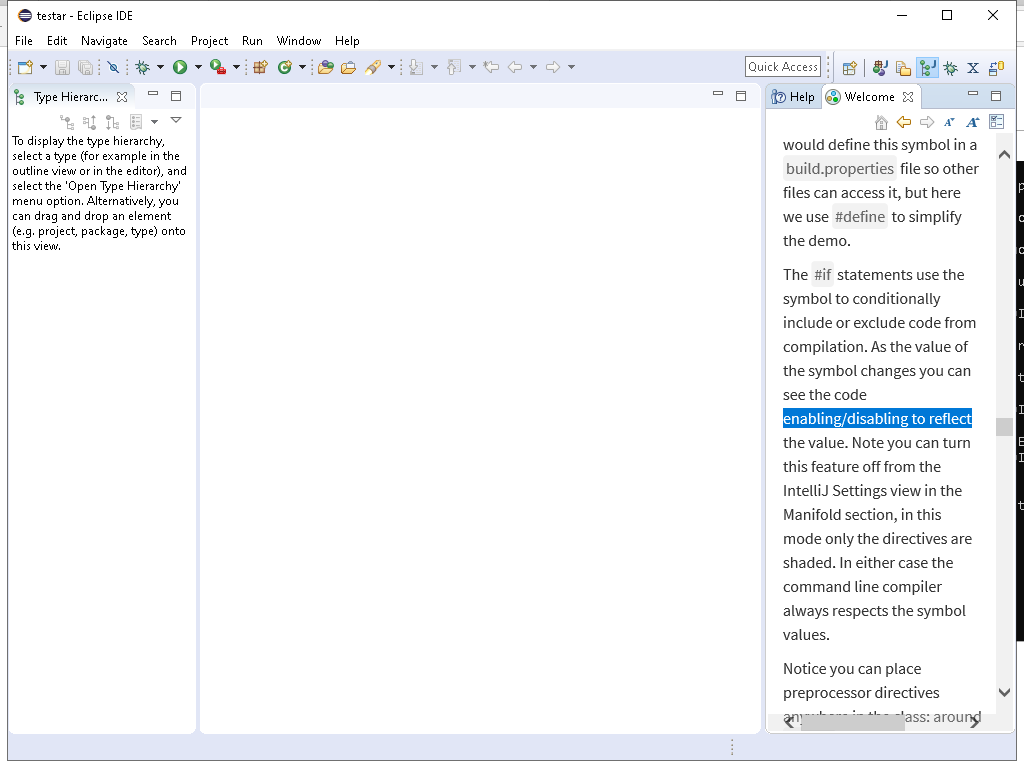 testar - Eclipse IDE
File Edit Navigate Search Project Run Window Help
Quick Access
Type Hierarc...
To display the type hierarchy,
select a type (for example in the
outline view or in the editor), and
select the 'Open Type Hierarchy'
menu option. Alternatively, you
can drag and drop an element
(e.g. project, package, type) onto
this view.
Help Welcome
would define this symbol in a
build.properties file so other
files can access it, but here
we use #define to simplify
the demo.
The #if statements use the
symbol to conditionally
include or exclude code from
compilation. As the value of
the symbol changes you can
see the code
enabling/disabling to reflect
the value. Note you can turn
this feature off from the
IntelliJ Settings view in the
Manifold section, in this
mode only the directives are
shaded. In either case the
command line compiler
always respects the symbol
values.
Notice you can place
preprocessor directives
anywhere in the class: around